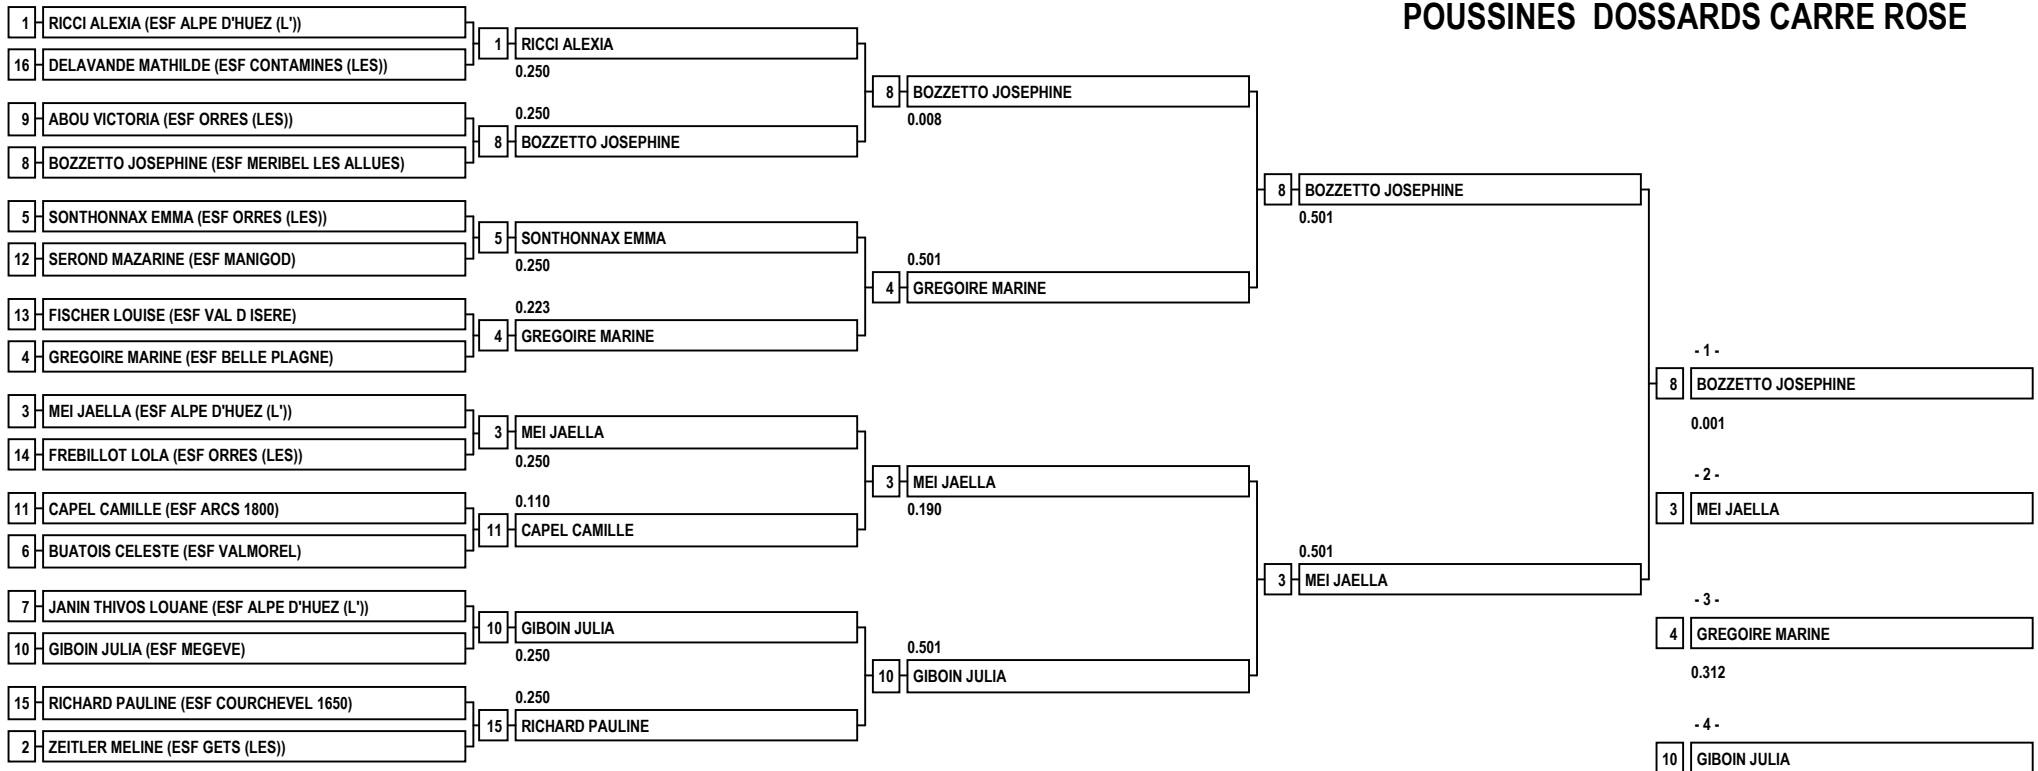 POUSSINES DOSSARDS CARRE ROSE
1 RICCI ALEXIA (ESF ALPE D'HUEZ (L'))
16 DELAVANDE MATHILDE (ESF CONTAMINES (LES))
9 ABOU VICTORIA (ESF ORRES (LES))
8 BOZZETTO JOSEPHINE (ESF MERIBEL LES ALLUES)
5 SONTHONNAX EMMA (ESF ORRES (LES))
12 SEROND MAZARINE (ESF MANIGOD)
13 FISCHER LOUISE (ESF VAL D ISERE)
4 GREGOIRE MARINE (ESF BELLE PLAGNE)
3 MEI JAELLA (ESF ALPE D'HUEZ (L'))
14 FREBILLOT LOLA (ESF ORRES (LES))
11 CAPEL CAMILLE (ESF ARCS 1800)
6 BUATOIS CELESTE (ESF VALMOREL)
7 JANIN THIVOS LOUANE (ESF ALPE D'HUEZ (L'))
10 GIBOIN JULIA (ESF MEGEVE)
15 RICHARD PAULINE (ESF COURCHEVEL 1650)
2 ZEITLER MELINE (ESF GETS (LES))
1 RICCI ALEXIA
0.250
0.250
8 BOZZETTO JOSEPHINE
5 SONTHONNAX EMMA
0.250
0.223
4 GREGOIRE MARINE
3 MEI JAELLA
0.250
0.110
11 CAPEL CAMILLE
10 GIBOIN JULIA
0.250
0.250
15 RICHARD PAULINE
8 BOZZETTO JOSEPHINE
0.008
0.501
4 GREGOIRE MARINE
3 MEI JAELLA
0.190
0.501
10 GIBOIN JULIA
8 BOZZETTO JOSEPHINE
0.501
0.501
3 MEI JAELLA
- 1 -
8 BOZZETTO JOSEPHINE
0.001
- 2 -
3 MEI JAELLA
- 3 -
4 GREGOIRE MARINE
0.312
- 4 -
10 GIBOIN JULIA